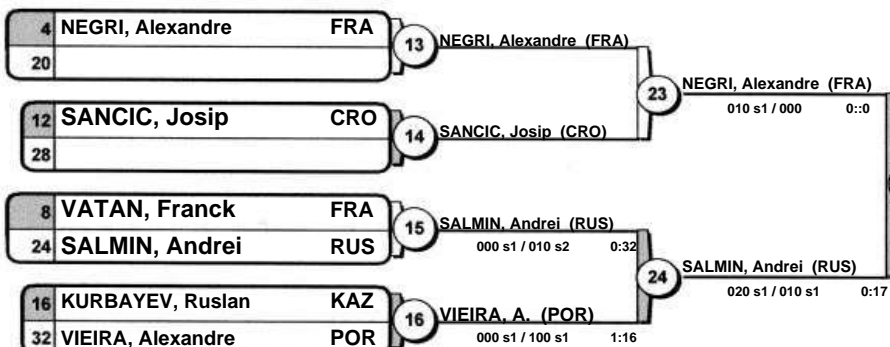 4 NEGRI, Alexandre FRA
20
13
NEGRI, Alexandre (FRA)
12 SANCIC, Josip CRO
28
14
SANCIC, Josip (CRO)
23
NEGRI, Alexandre (FRA)
010 s1 / 000 0::0
8 VATAN, Franck FRA
24 SALMIN, Andrei RUS
15
SALMIN, Andrei (RUS)
000 s1 / 010 s2 0:32
16 KURBAYEV, Ruslan KAZ
32 VIEIRA, Alexandre POR
16
VIEIRA, A. (POR)
000 s1 / 100 s1 1:16
24
SALMIN, Andrei (RUS)
020 s1 / 010 s1 0:17